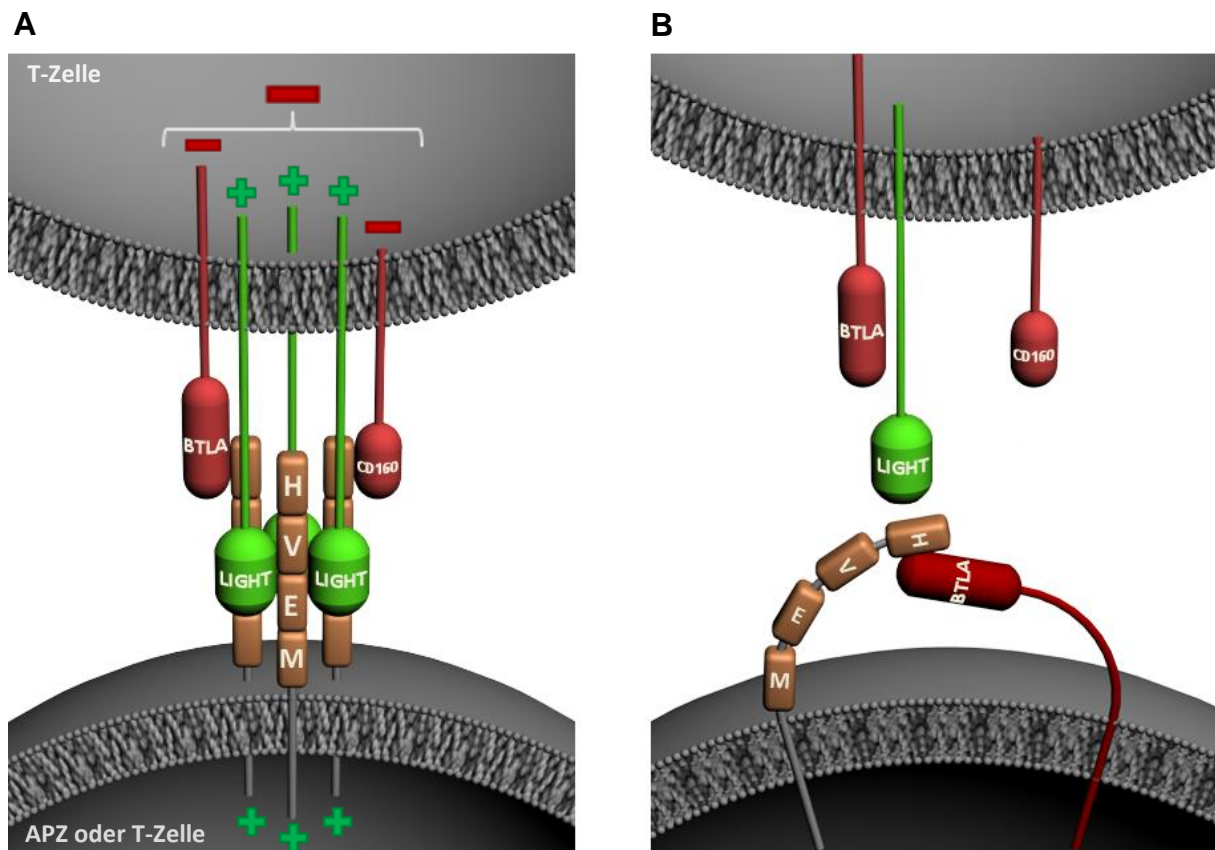 A
B
T-Zelle
BTLA
CD160
H
V
E
M
LIGHT
LIGHT
APZ oder T-Zelle
BTLA
CD160
LIGHT
H
V
E
M
BTLA